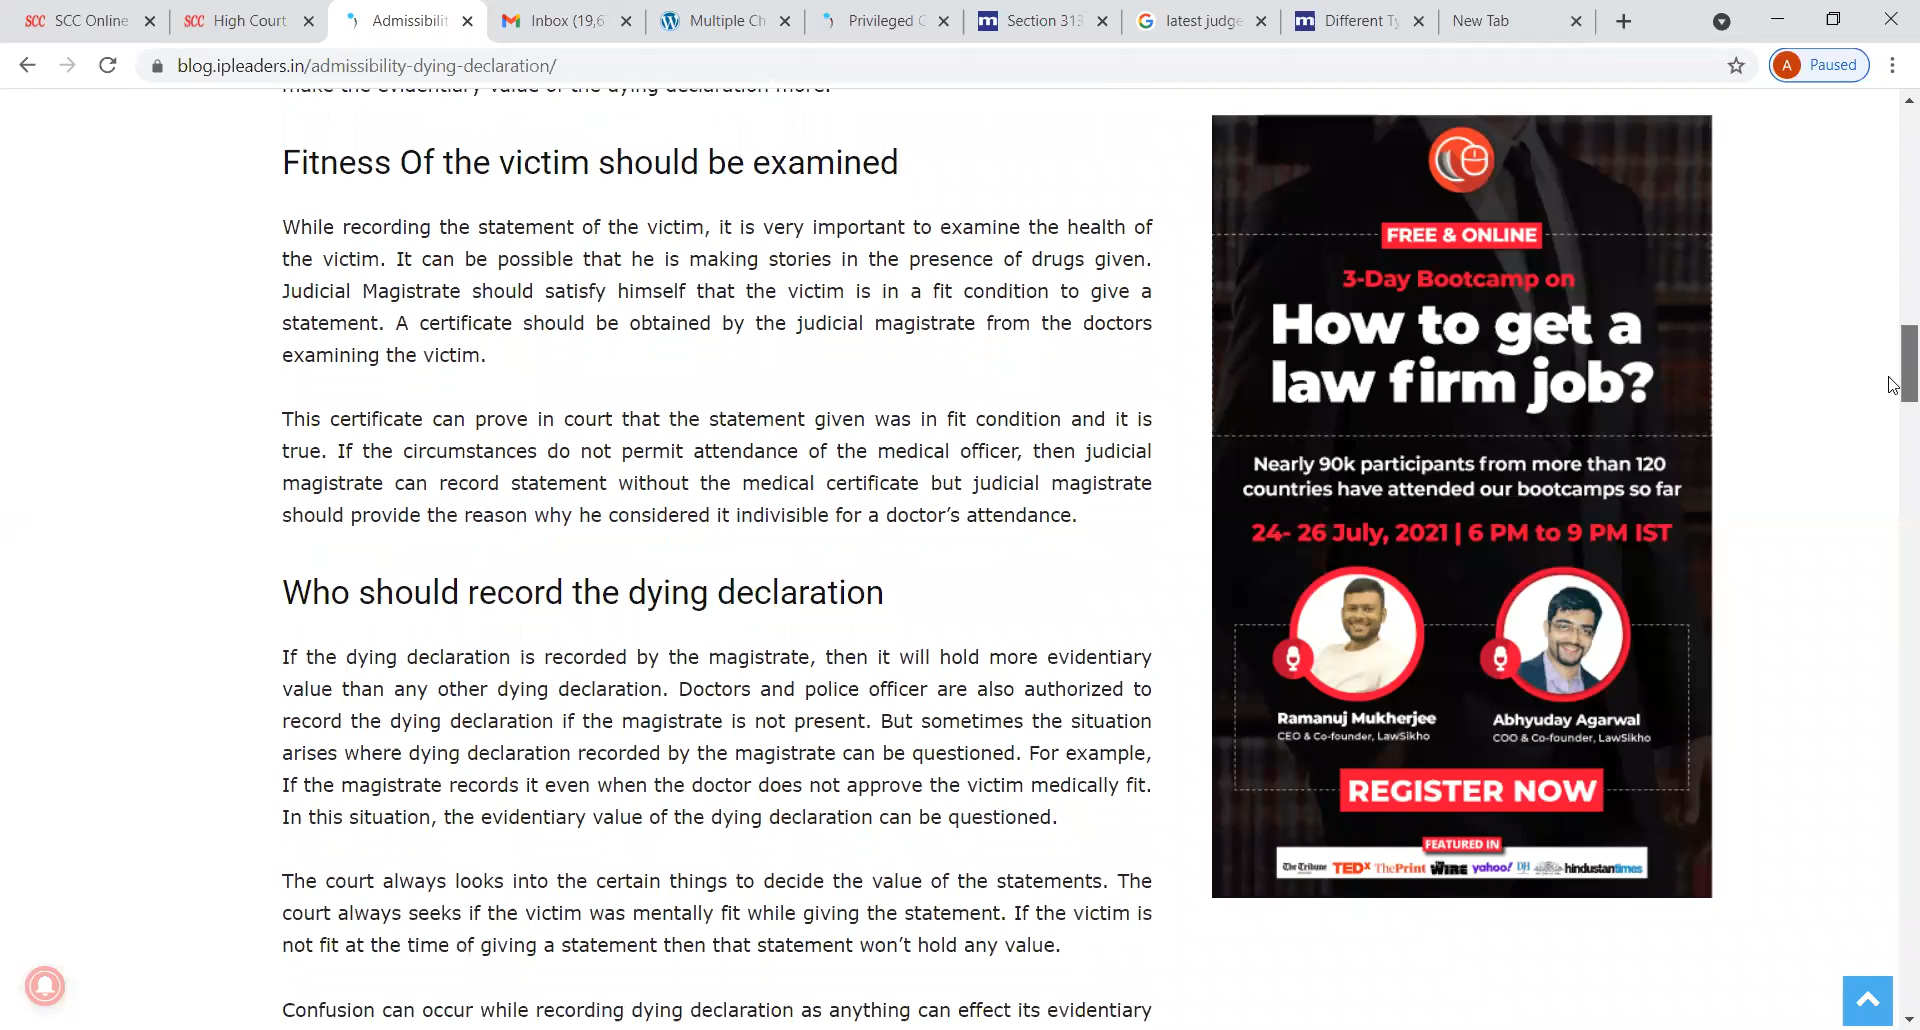 SCC SCC Online
SCC High Court
Admissibilit
Inbox (19,6
Multiple Ch
Privileged C
m Section 313
G latest judge
m Different Ty
New Tab
blog.ipleaders.in/admissibility-dying-declaration/
A Paused
make the evidentiary value of the dying declaration more.
Fitness Of the victim should be examined
While recording the statement of the victim, it is very important to examine the health of
the victim. It can be possible that he is making stories in the presence of drugs given.
Judicial Magistrate should satisfy himself that the victim is in a fit condition to give a
statement. A certificate should be obtained by the judicial magistrate from the doctors
examining the victim.
This certificate can prove in court that the statement given was in fit condition and it is
true. If the circumstances do not permit attendance of the medical officer, then judicial
magistrate can record statement without the medical certificate but judicial magistrate
should provide the reason why he considered it indivisible for a doctor’s attendance.
Who should record the dying declaration
If the dying declaration is recorded by the magistrate, then it will hold more evidentiary
value than any other dying declaration. Doctors and police officer are also authorized to
record the dying declaration if the magistrate is not present. But sometimes the situation
arises where dying declaration recorded by the magistrate can be questioned. For example,
If the magistrate records it even when the doctor does not approve the victim medically fit.
In this situation, the evidentiary value of the dying declaration can be questioned.
The court always looks into the certain things to decide the value of the statements. The
court always seeks if the victim was mentally fit while giving the statement. If the victim is
not fit at the time of giving a statement then that statement won’t hold any value.
Confusion can occur while recording dying declaration as anything can effect its evidentiary
FREE & ONLINE
3-Day Bootcamp on
How to get a
law firm job?
Nearly 90k participants from more than 120
countries have attended our bootcamps so far
24- 26 July, 2021 | 6 PM to 9 PM IST
Ramanuj Mukherjee
CEO & Co-founder, LawSikho
Abhyuday Agarwal
COO & Co-founder, LawSikho
REGISTER NOW
FEATURED IN
The Tribune TEDx ThePrint THE WIRE yahoo! DH hindustantimes